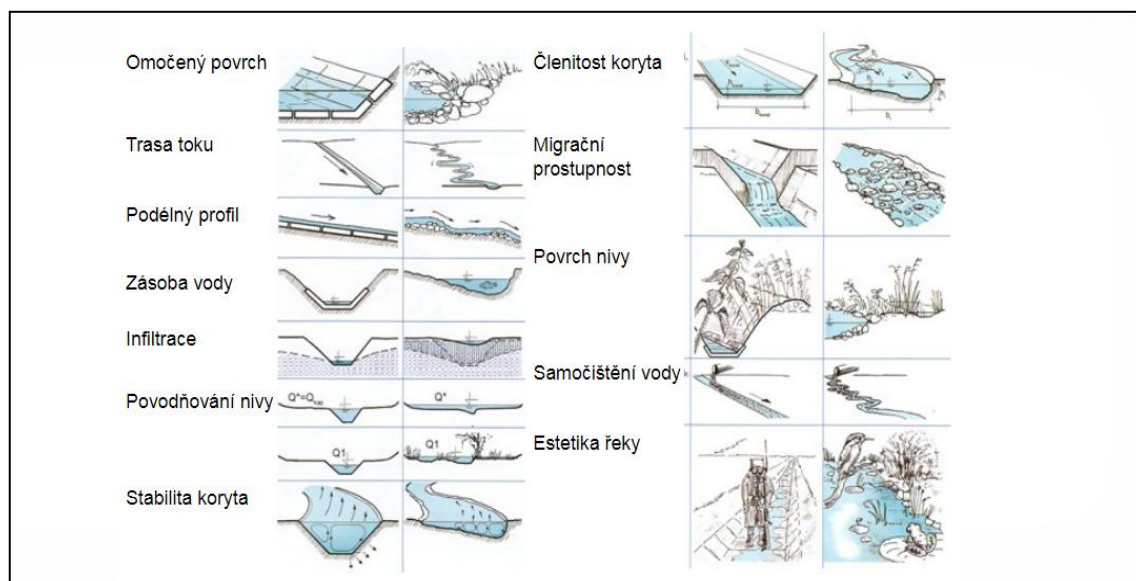 Omočený povrch
Trasa toku
Podélný profil
Zásoba vody
Infiltrace
Povodňování nivy
Q*=Q
Q*
Q1
Q1
Stabilita koryta
Členitost koryta
Migrační
prostupnost
Povrch nivy
Samočištění vody
Estetika řeky